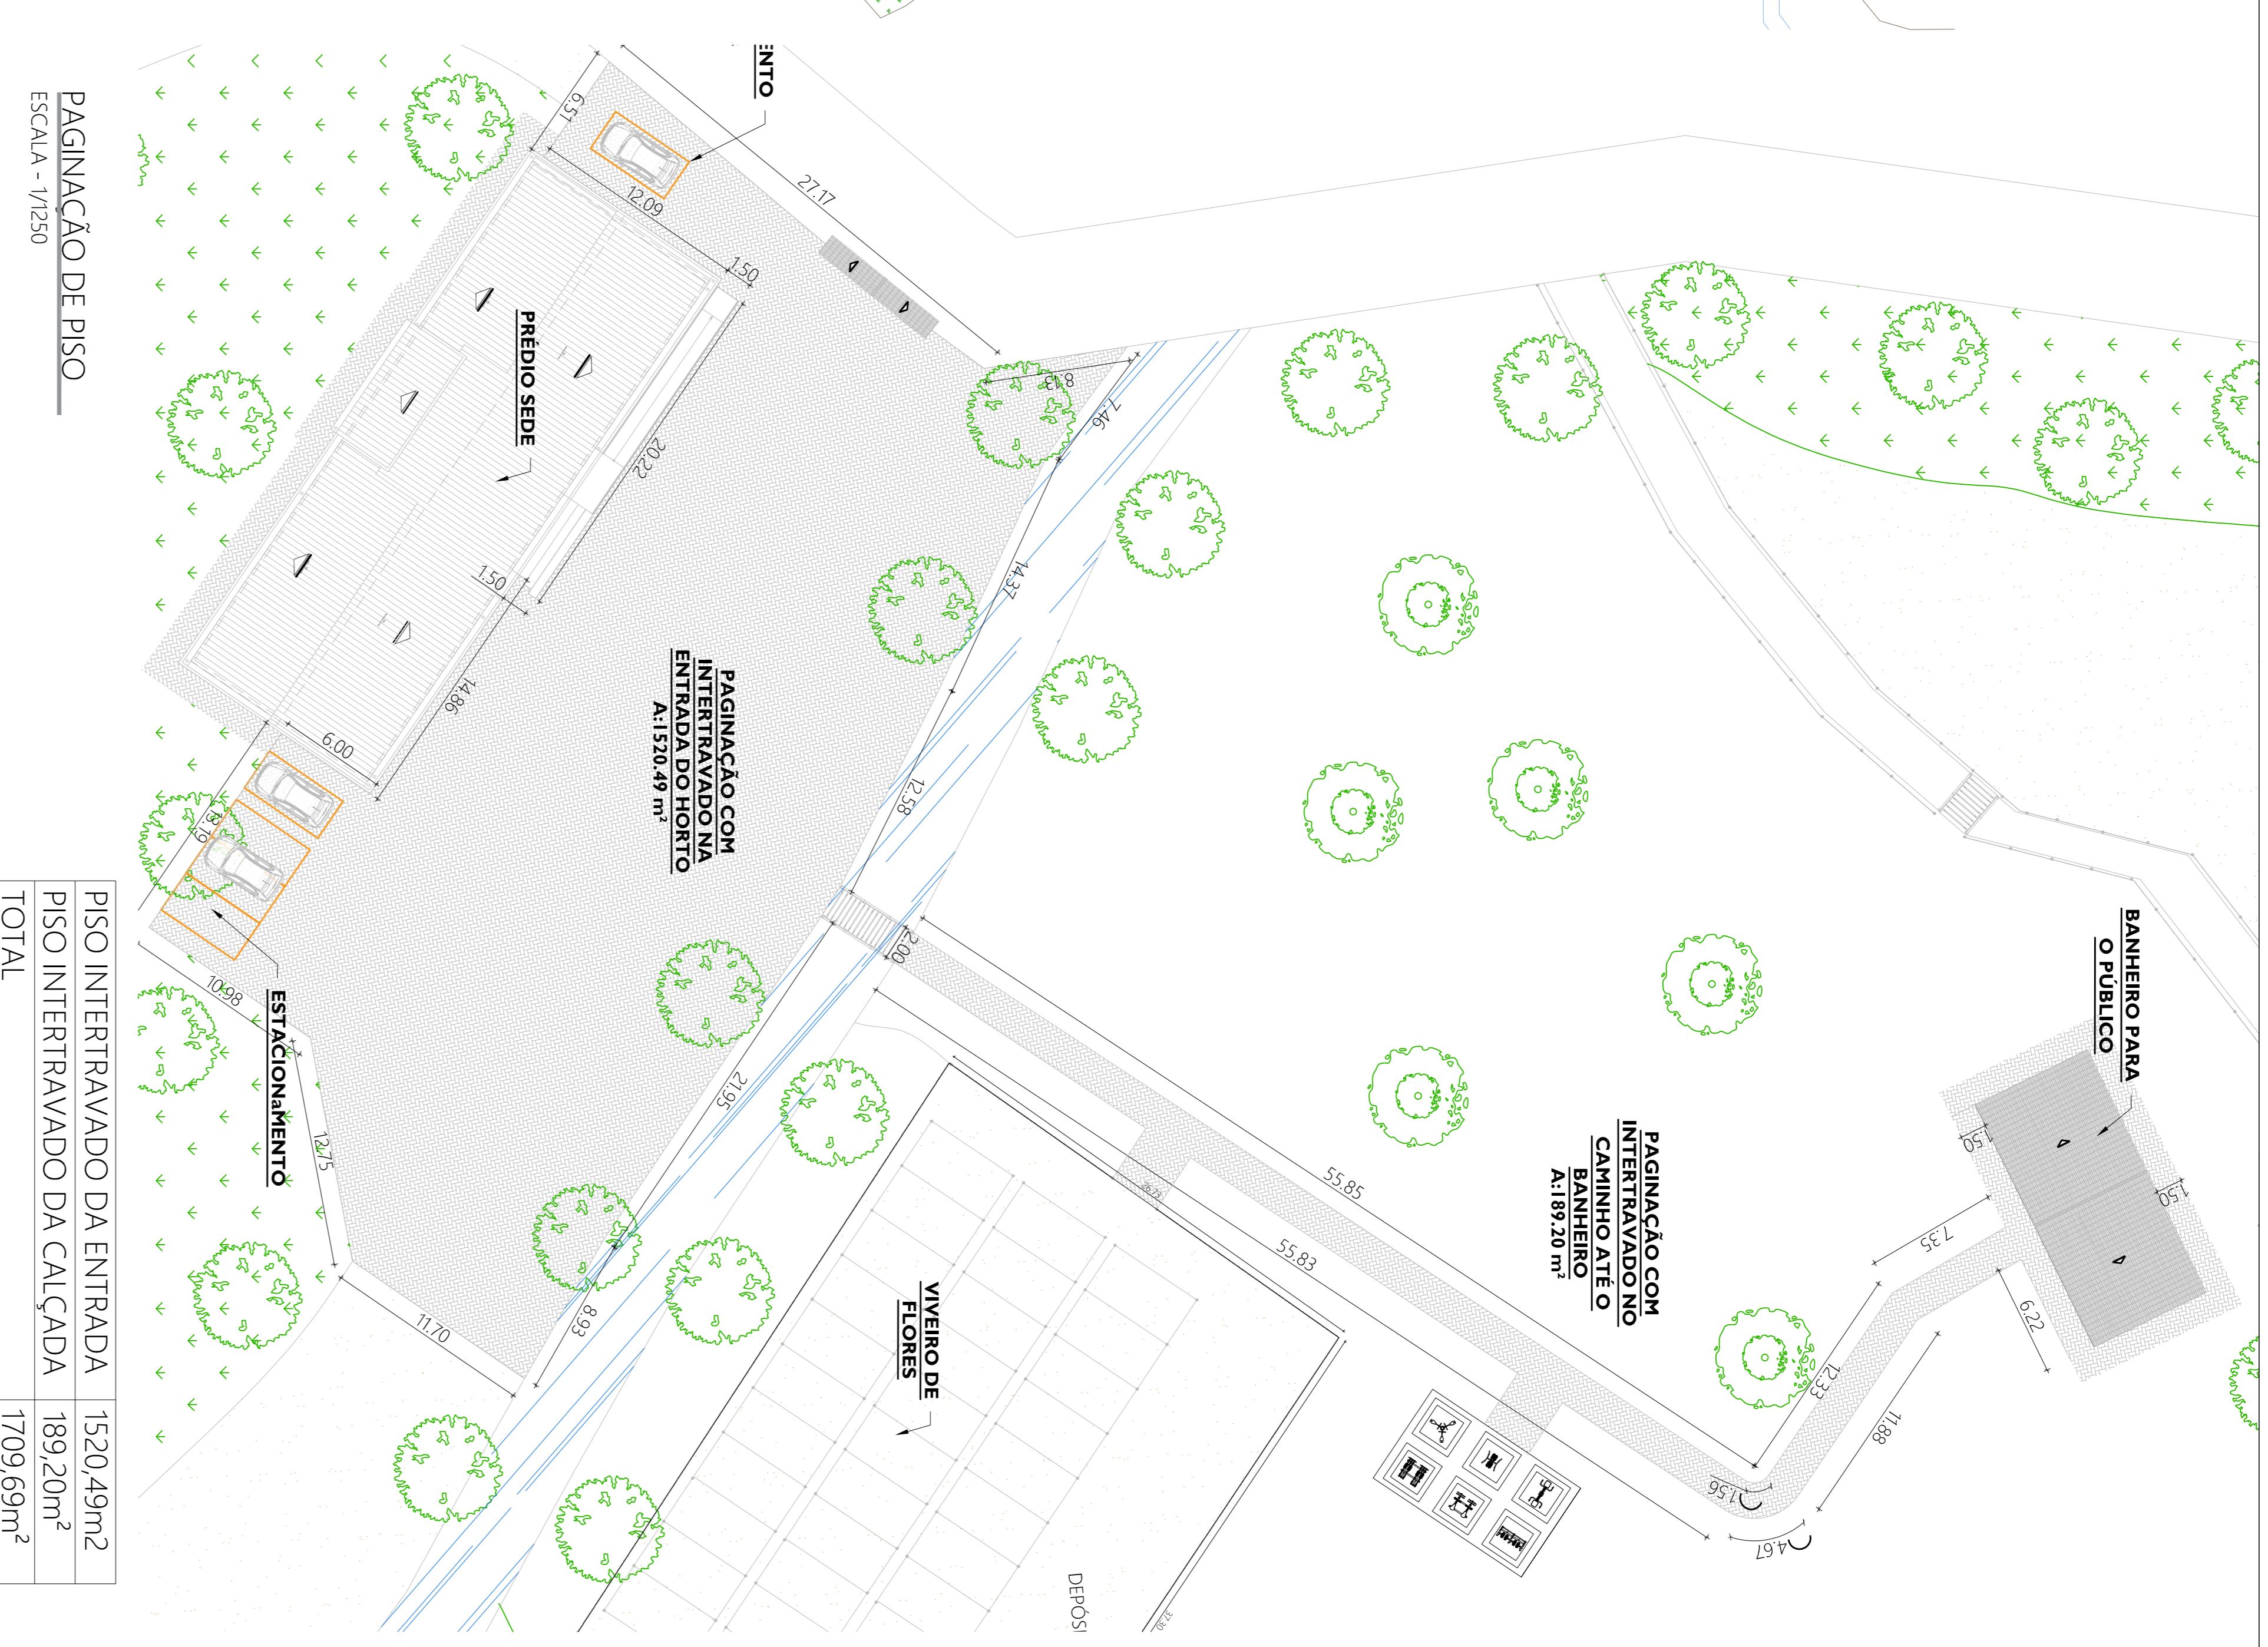 PAGINAÇÃO DE PISO
ESCALA - 1/1250
ENTO
6.51
12.09
27.17
1.50
PRÉDIO SEDE
20.22
8.13
7.46
14.37
1.50
14.86
6.00
12.58
PAGINAÇÃO COM
INTERTRAVADO NA
ENTRADA DO HORTO
A:1520.49 m²
13.19
10.98
ESTACIONaMENTO
12.75
11.70
2.00
21.95
8.93
VIVEIRO DE
FLORES
55.85
55.83
PAGINAÇÃO COM
INTERTRAVADO NO
CAMINHO ATÉ O
BANHEIRO
A:189.20 m²
BANHEIRO PARA
O PÚBLICO
1.50
1.50
7.35
6.22
12.33
11.88
1.56
4.67
37.30
PISO INTERTRAVADO DA ENTRADA 1520,49m2
PISO INTERTRAVADO DA CALÇADA 189,20m²
TOTAL 1709,69m²